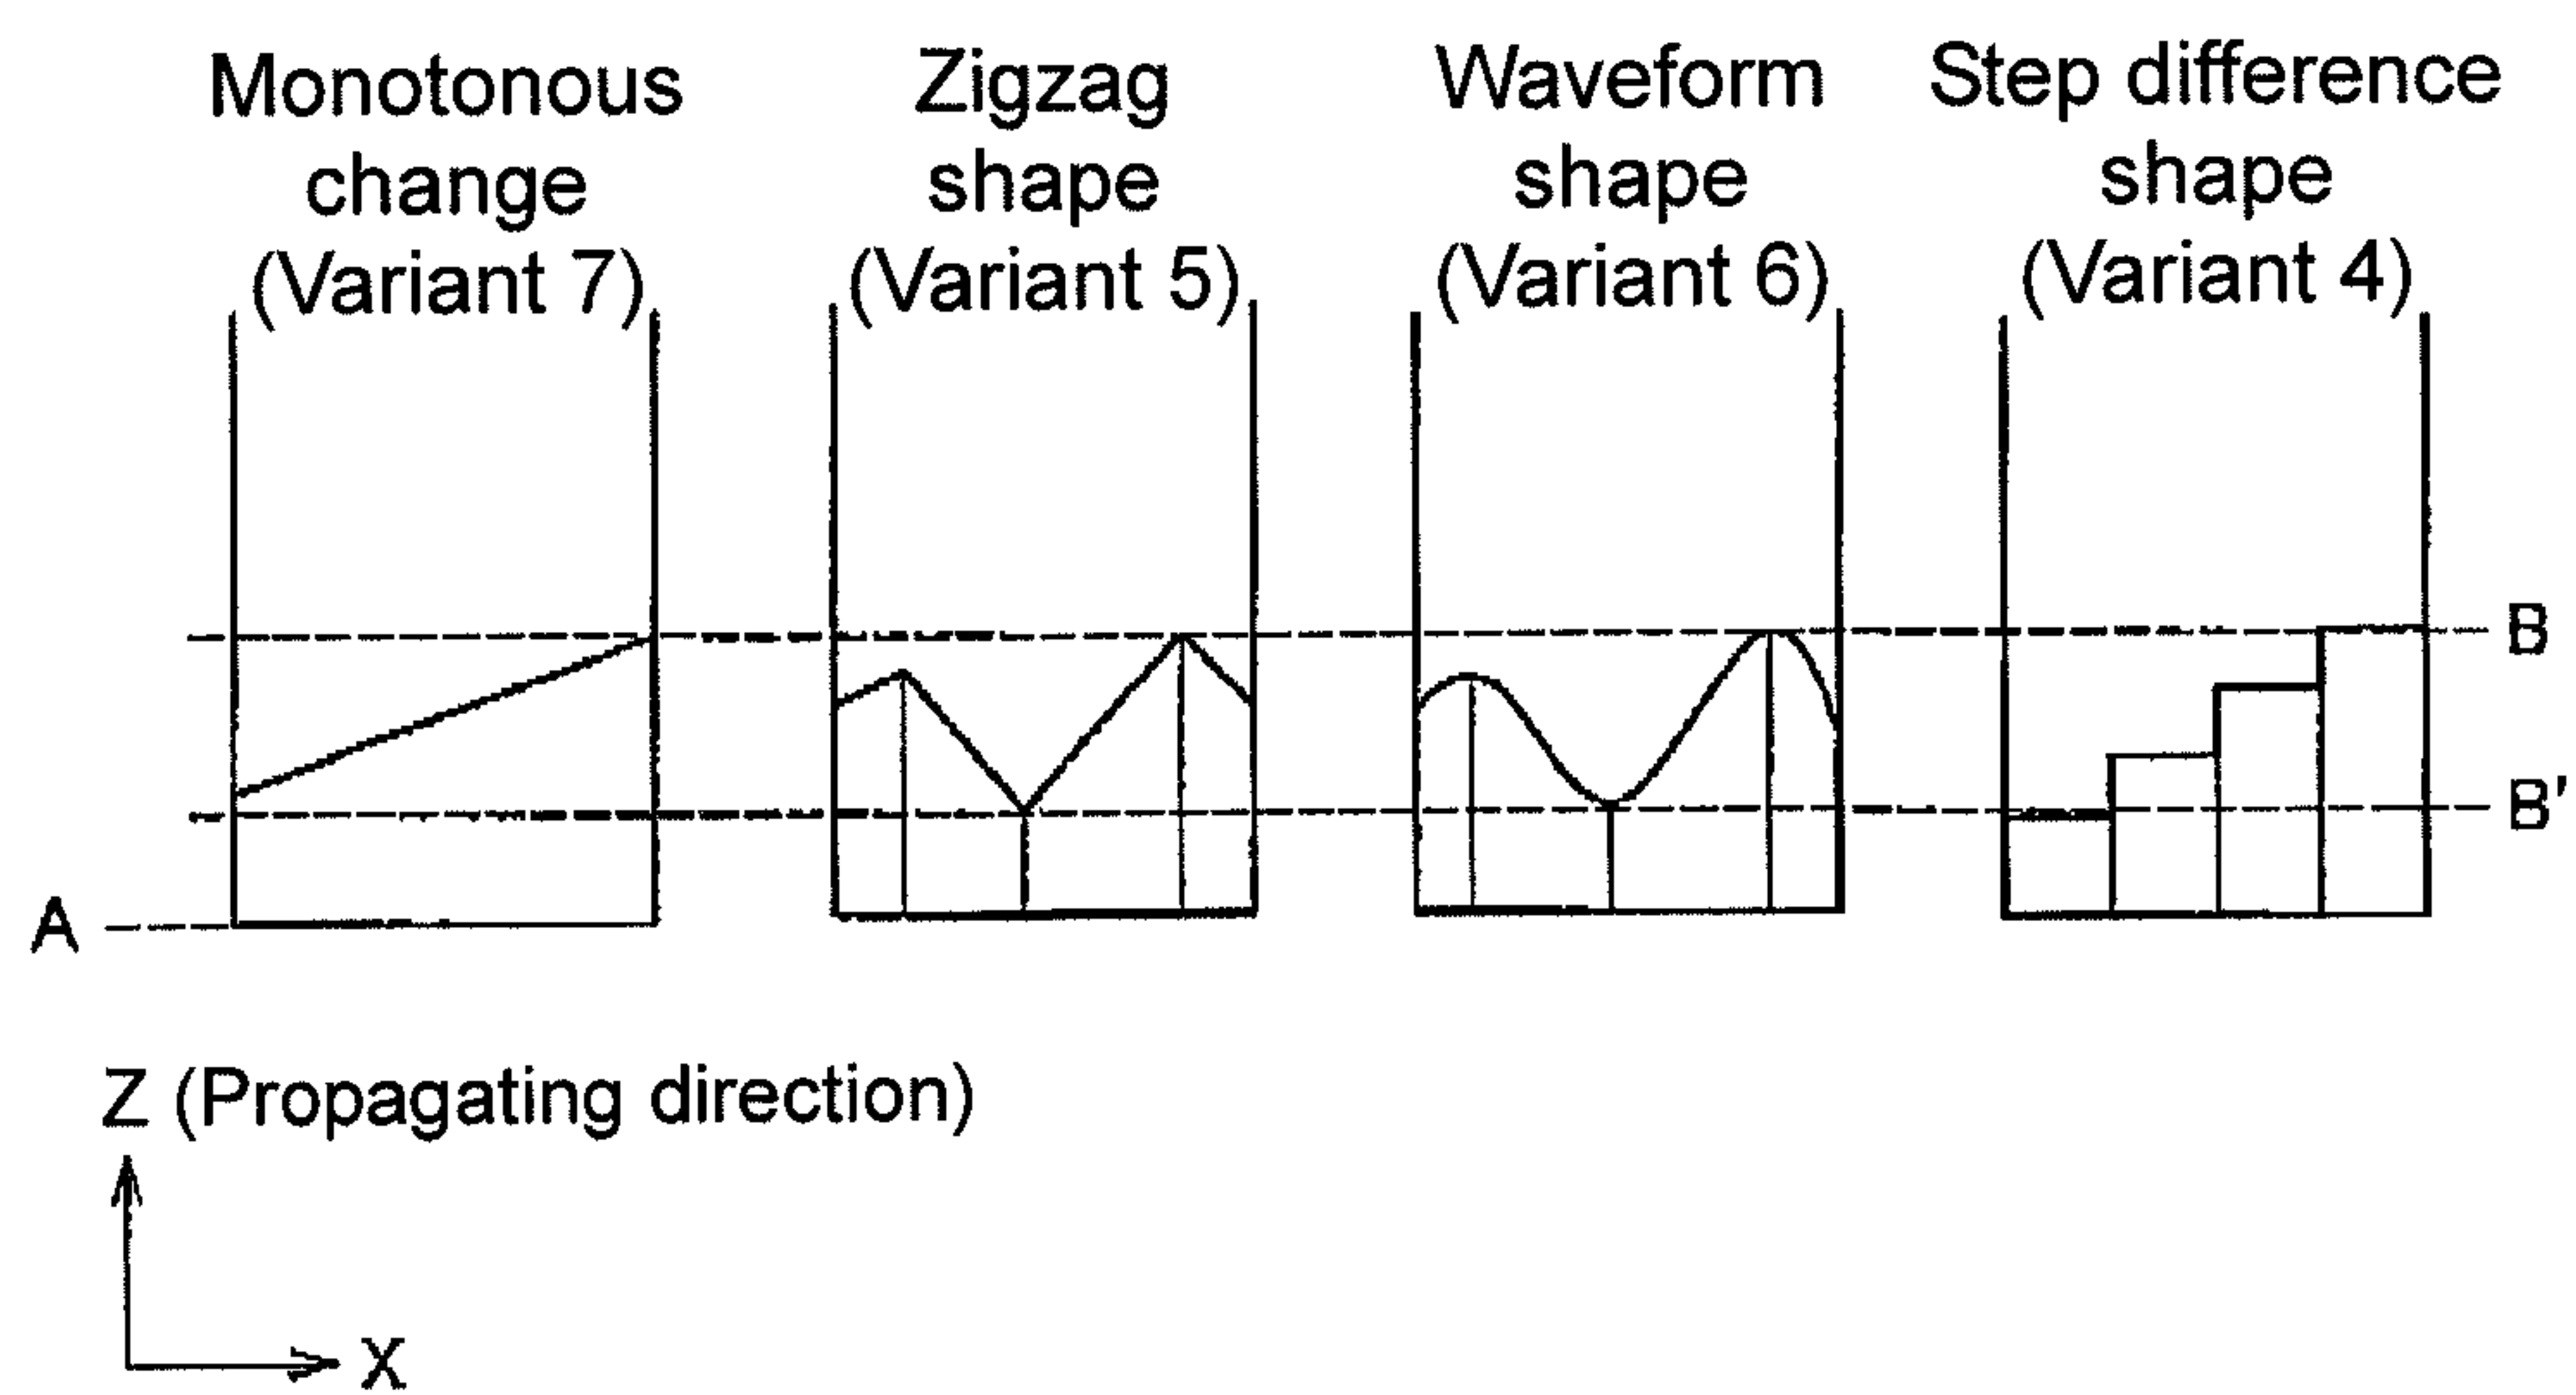 Monotonous
change
(Variant 7)
Zigzag
shape
(Variant 5)
Waveform
shape
(Variant 6)
Step difference
shape
(Variant 4)
B
B'
A
Z (Propagating direction)
X